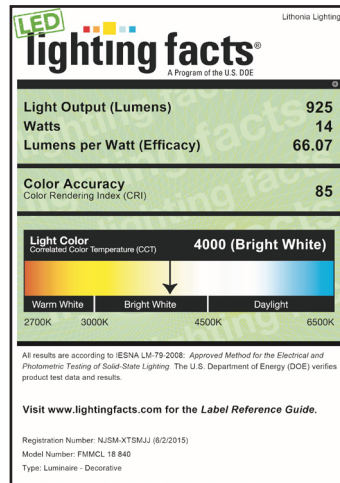 Lithonia Lighting
LED
lighting facts®
A Program of the U.S. DOE
Light Output (Lumens) 925
Watts 14
Lumens per Watt (Efficacy) 66.07
Color Accuracy
Color Rendering Index (CRI) 85
Light Color
Correlated Color Temperature (CCT) 4000 (Bright White)
Warm White Bright White Daylight
2700K 3000K 4500K 6500K
All results are according to IESNA LM-79-2008: Approved Method for the Electrical and
Photometric Testing of Solid-State Lighting. The U.S. Department of Energy (DOE) verifies
product test data and results.
Visit www.lightingfacts.com for the Label Reference Guide.
Registration Number: NJSM-XTSMJJ (6/2/2015)
Model Number: FMMCL 18 840
Type: Luminaire - Decorative